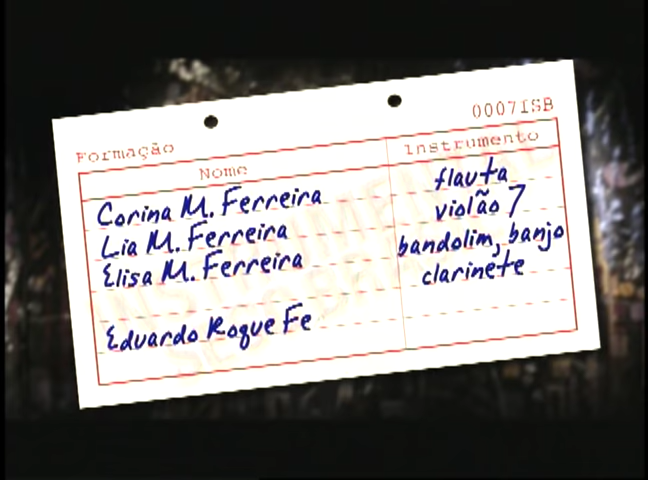 0007ISB
Formação
Nome Instrumento
Corina M. Ferreira flauta
Lia M. Ferreira violão 7
Elisa M. Ferreira bandolim, banjo
clarinete
Eduardo Roque Fe